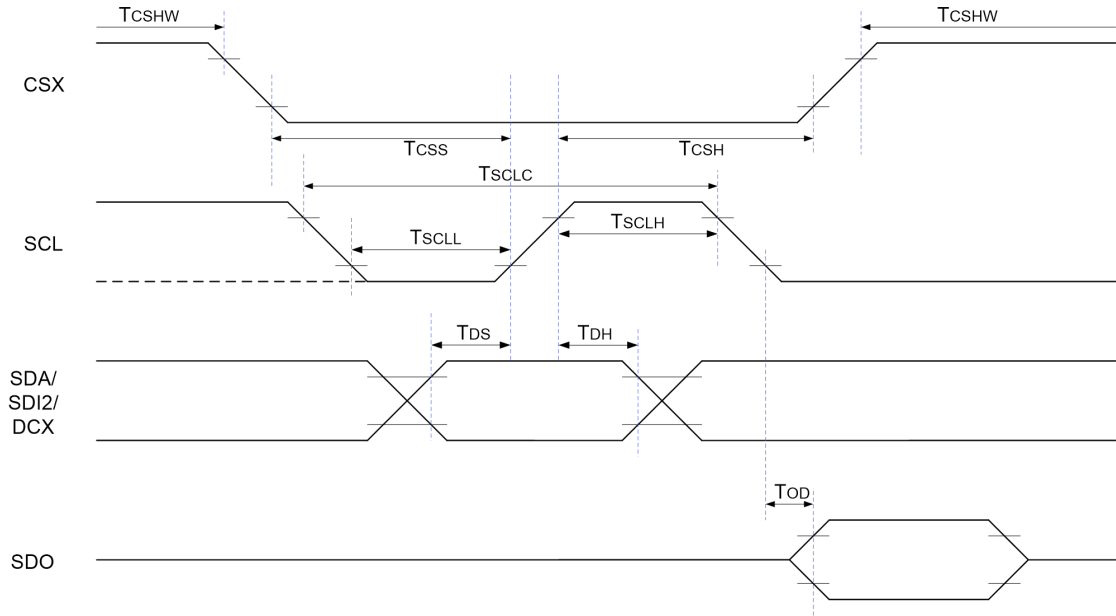 TCSHW
TCSHW
CSX
TCSS
TCSH
TSCLC
SCL
TSCLL
TSCLH
TDS
TDH
SDA/
SDI2/
DCX
TOD
SDO